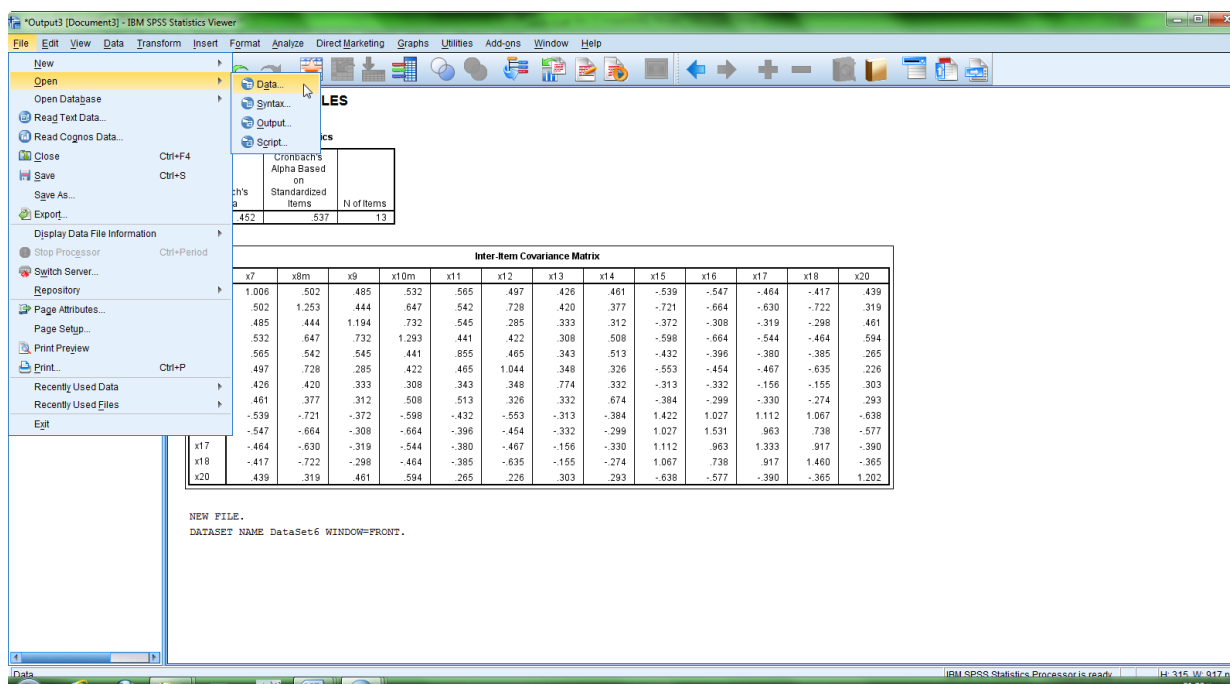 *Output3 [Document3] - IBM SPSS Statistics Viewer
File Edit View Data Transform Insert Format Analyze Direct Marketing Graphs Utilities Add-ons Window Help
New
Open
Open Database
Read Text Data...
Read Cognos Data...
Close Ctrl+F4
Save Ctrl+S
Save As...
Export...
Display Data File Information
Stop Processor Ctrl+Period
Switch Server...
Repository
Page Attributes...
Page Setup...
Print Preview
Print... Ctrl+P
Recently Used Data
Recently Used Files
Exit
Data...
Syntax...
Output...
Script...
LES
ics
ch's
a
Cronbach's
Alpha Based
on
Standardized
Items
N of Items
.452 .537 13
Inter-Item Covariance Matrix
x7 x8m x9 x10m x11 x12 x13 x14 x15 x16 x17 x18 x20
1.006 .502 .485 .532 .565 .497 .426 .461 -.539 -.547 -.464 -.417 .439
.502 1.253 .444 .647 .542 .728 .420 .377 -.721 -.664 -.630 -.722 .319
.485 .444 1.194 .732 .545 .285 .333 .312 -.372 -.308 -.319 -.298 .461
.532 .647 .732 1.293 .441 .422 .308 .508 -.598 -.664 -.544 -.464 .594
.565 .542 .545 .441 .855 .465 .343 .513 -.432 -.396 -.380 -.385 .265
.497 .728 .285 .422 .465 1.044 .348 .326 -.553 -.454 -.467 -.635 .226
.426 .420 .333 .308 .343 .348 .774 .332 -.313 -.332 -.156 -.155 .303
.461 .377 .312 .508 .513 .326 .332 .674 -.384 -.299 -.330 -.274 .293
-.539 -.721 -.372 -.598 -.432 -.553 -.313 -.384 1.422 1.027 1.112 1.067 -.638
-.547 -.664 -.308 -.664 -.396 -.454 -.332 -.299 1.027 1.531 .963 .738 -.577
x17 -.464 -.630 -.319 -.544 -.380 -.467 -.156 -.330 1.112 .963 1.333 .917 -.390
x18 -.417 -.722 -.298 -.464 -.385 -.635 -.155 -.274 1.067 .738 .917 1.460 -.365
x20 .439 .319 .461 .594 .265 .226 .303 .293 -.638 -.577 -.390 -.365 1.202
NEW FILE.
DATASET NAME DataSet6 WINDOW=FRONT.
Data
IBM SPSS Statistics Processor is ready
H: 315, W: 917